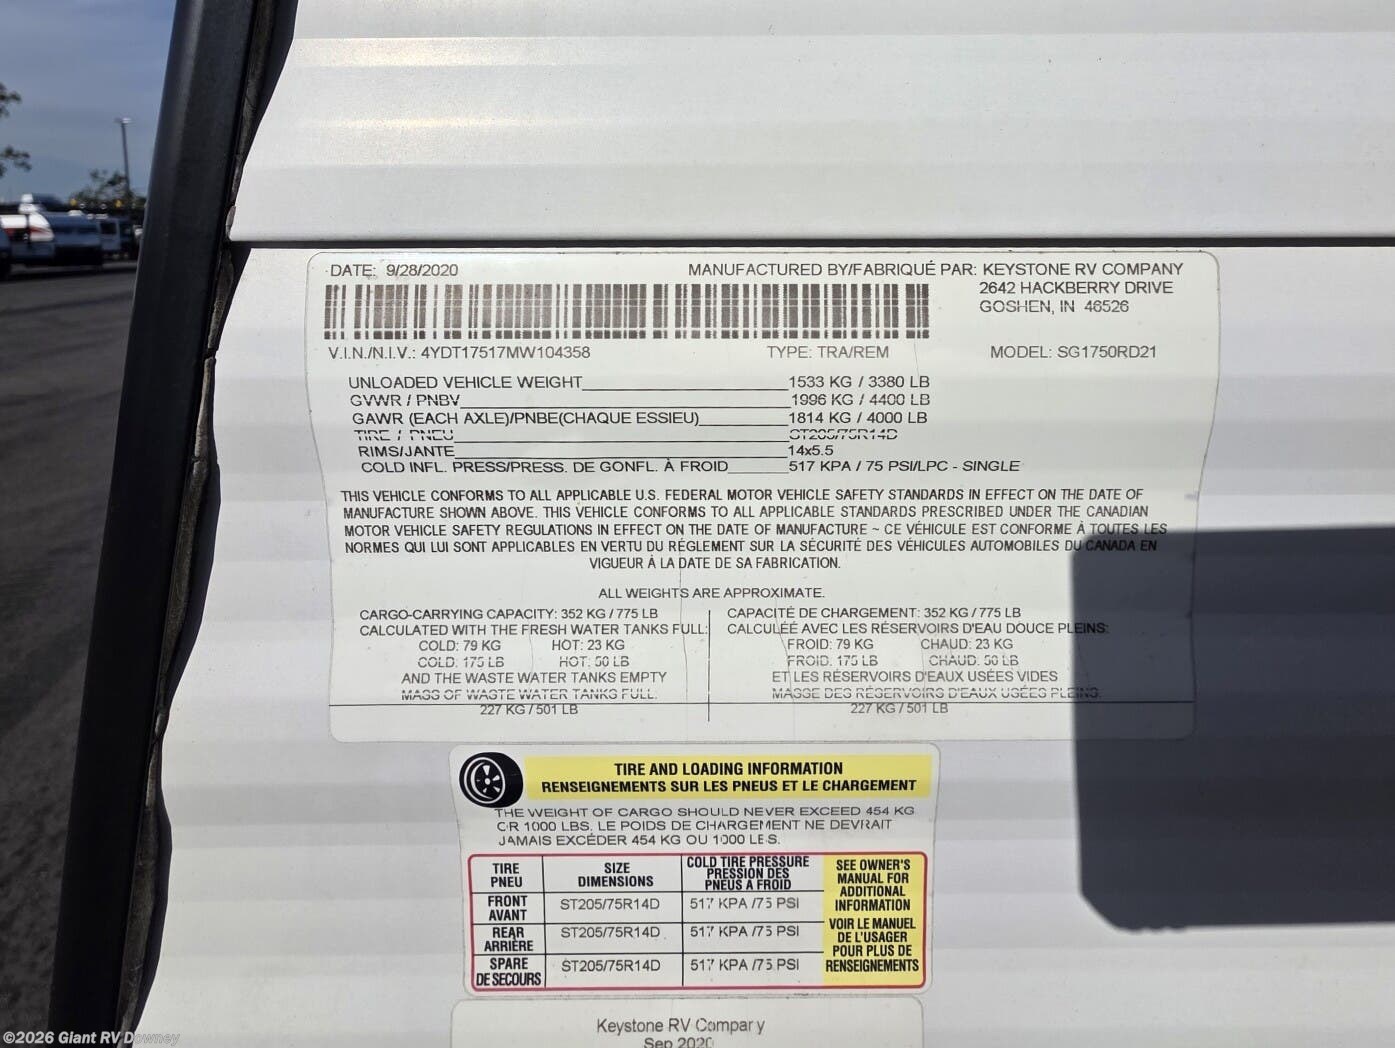 DATE: 9/28/2020
MANUFACTURED BY/FABRIQUÉ PAR: KEYSTONE RV COMPANY
2642 HACKBERRY DRIVE
GOSHEN, IN 46526
V.I.N./N.I.V.: 4YDT17517MW104358 TYPE: TRA/REM MODEL: SG1750RD21
UNLOADED VEHICLE WEIGHT 1533 KG / 3380 LB
GVWR / PNBV 1996 KG / 4400 LB
GAWR (EACH AXLE)/PNBE(CHAQUE ESSIEU) 1814 KG / 4000 LB
TIRE / PNEU ST205/75R14D
RIMS/JANTE 14x5.5
COLD INFL. PRESS/PRESS. DE GONFL. À FROID 517 KPA / 75 PSI/LPC - SINGLE
THIS VEHICLE CONFORMS TO ALL APPLICABLE U.S. FEDERAL MOTOR VEHICLE SAFETY STANDARDS IN EFFECT ON THE DATE OF
MANUFACTURE SHOWN ABOVE. THIS VEHICLE CONFORMS TO ALL APPLICABLE STANDARDS PRESCRIBED UNDER THE CANADIAN
MOTOR VEHICLE SAFETY REGULATIONS IN EFFECT ON THE DATE OF MANUFACTURE ~ CE VÉHICULE EST CONFORME À TOUTES LES
NORMES QUI LUI SONT APPLICABLES EN VERTU DU RÉGLEMENT SUR LA SÉCURITÉ DES VÉHICULES AUTOMOBILES DU CANADA EN
VIGUEUR À LA DATE DE SA FABRICATION.
ALL WEIGHTS ARE APPROXIMATE.
CARGO-CARRYING CAPACITY: 352 KG / 775 LB
CALCULATED WITH THE FRESH WATER TANKS FULL:
COLD: 79 KG HOT: 23 KG
COLD: 175 LB HOT: 50 LB
AND THE WASTE WATER TANKS EMPTY
MASS OF WASTE WATER TANKS FULL.
227 KG / 501 LB
CAPACITÉ DE CHARGEMENT: 352 KG / 775 LB
CALCULÉE AVEC LES RÉSERVOIRS D'EAU DOUCE PLEINS:
FROID: 79 KG CHAUD: 23 KG
FROID: 175 LB CHAUD: 50 LB
ET LES RÉSERVOIRS D'EAUX USÉES VIDES
MASSE DES RÉSERVOIRS D'EAUX USÉES PLEINS.
227 KG / 501 LB
TIRE AND LOADING INFORMATION
RENSEIGNEMENTS SUR LES PNEUS ET LE CHARGEMENT
THE WEIGHT OF CARGO SHOULD NEVER EXCEED 454 KG
OR 1000 LBS. LE POIDS DE CHARGEMENT NE DEVRAIT
JAMAIS EXCÉDER 454 KG OU 1000 LBS.
TIRE
PNEU
SIZE
DIMENSIONS
COLD TIRE PRESSURE
PRESSION DES
PNEUS A FROID
FRONT
AVANT
ST205/75R14D 517 KPA /75 PSI
REAR
ARRIÈRE
ST205/75R14D 517 KPA /75 PSI
SPARE
DE SECOURS
ST205/75R14D 517 KPA /75 PSI
SEE OWNER'S
MANUAL FOR
ADDITIONAL
INFORMATION
VOIR LE MANUEL
DE L'USAGER
POUR PLUS DE
RENSEIGNEMENTS
Keystone RV Company
Sep 2020
©2026 Giant RV Downey